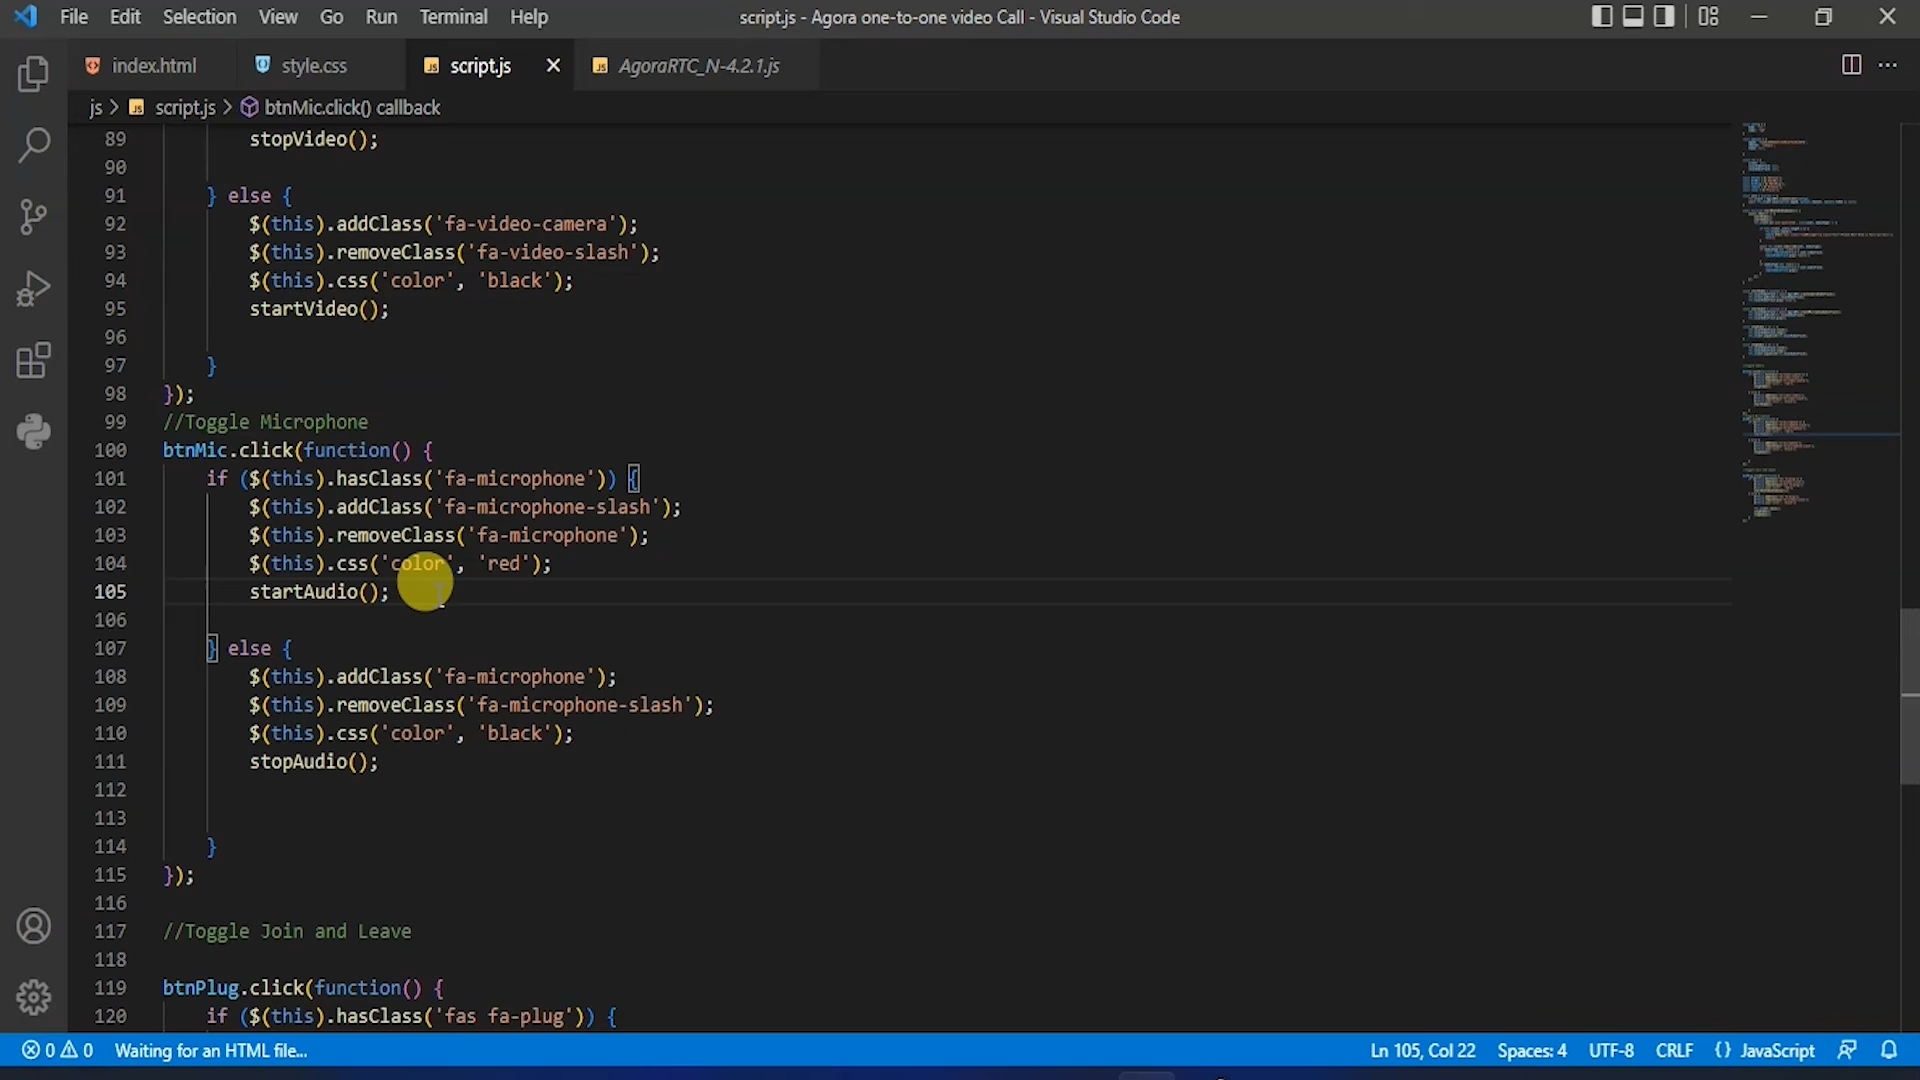 File Edit Selection View Go Run Terminal Help
script.js - Agora one-to-one video Call - Visual Studio Code
index.html style.css script.js AgoraRTC_N-4.2.1.js
js > script.js > btnMic.click() callback
89 stopVideo();
90
91 } else {
92 $(this).addClass('fa-video-camera');
93 $(this).removeClass('fa-video-slash');
94 $(this).css('color', 'black');
95 startVideo();
96
97 }
98 });
99 //Toggle Microphone
100 btnMic.click(function() {
101 if ($(this).hasClass('fa-microphone')) {
102 $(this).addClass('fa-microphone-slash');
103 $(this).removeClass('fa-microphone');
104 $(this).css('color', 'red');
105 startAudio();
106
107 } else {
108 $(this).addClass('fa-microphone');
109 $(this).removeClass('fa-microphone-slash');
110 $(this).css('color', 'black');
111 stopAudio();
112
113
114 }
115 });
116
117 //Toggle Join and Leave
118
119 btnPlug.click(function() {
120 if ($(this).hasClass('fas fa-plug')) {
0 0 Waiting for an HTML file... Ln 105, Col 22 Spaces: 4 UTF-8 CRLF {} JavaScript